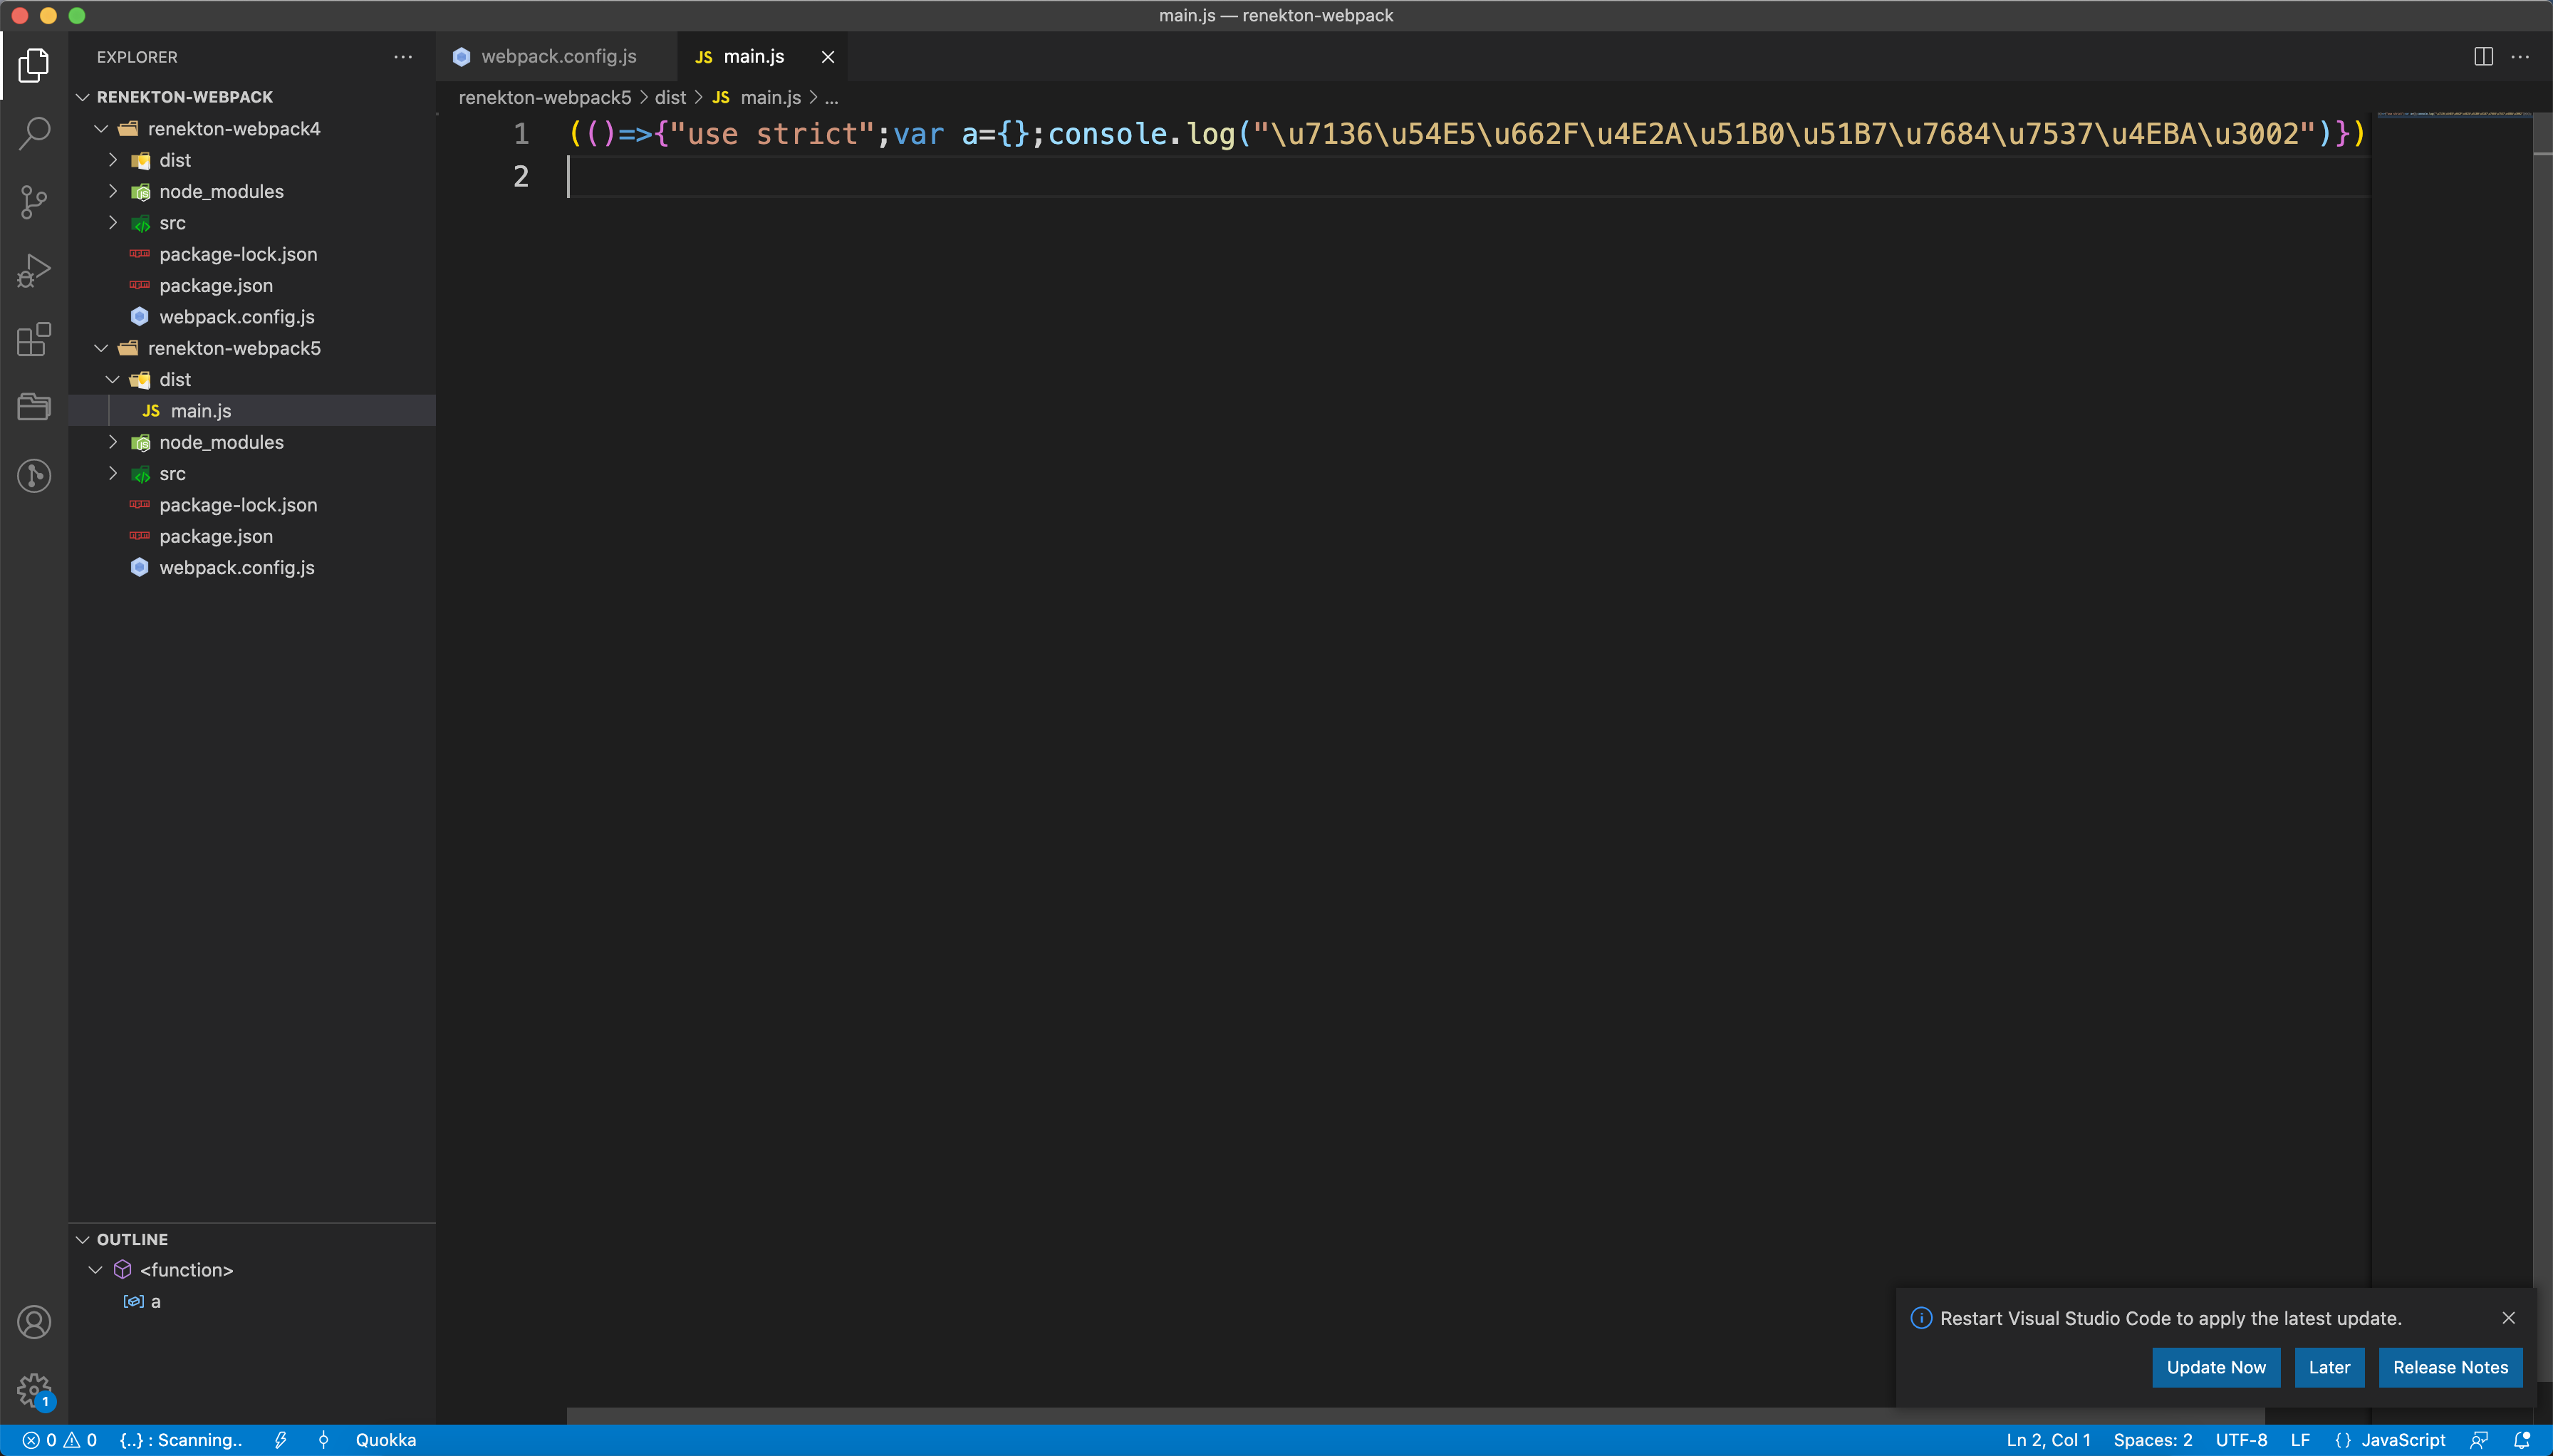 main.js — renekton-webpack
EXPLORER
RENEKTON-WEBPACK
renekton-webpack4
dist
node_modules
src
package-lock.json
package.json
webpack.config.js
renekton-webpack5
dist
JS main.js
node_modules
src
package-lock.json
package.json
webpack.config.js
OUTLINE
<function>
a
webpack.config.js
JS main.js
renekton-webpack5 > dist > JS main.js > ...
1 (()=>{"use strict";var a={};console.log("\u7136\u54E5\u662F\u4E2A\u51B0\u51B7\u7684\u7537\u4EBA\u3002")})
2
Restart Visual Studio Code to apply the latest update.
Update Now Later Release Notes
1
0 0 {..} : Scanning.. Quokka Ln 2, Col 1 Spaces: 2 UTF-8 LF {} JavaScript